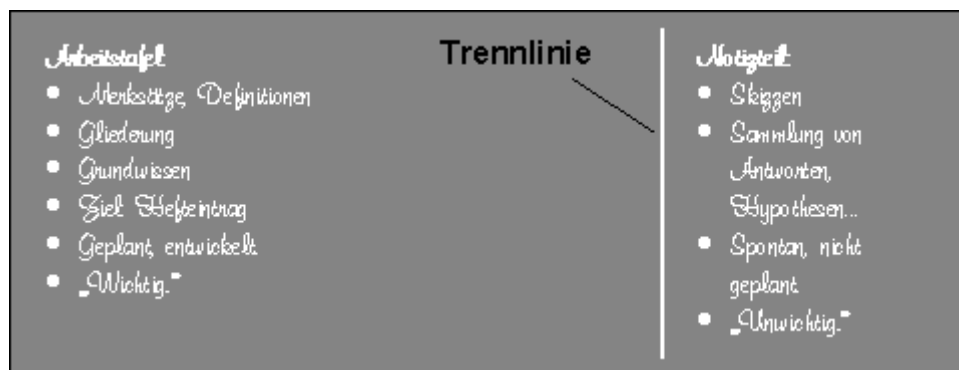 Arbeitstafel:
• Merksätze, Definitionen
• Gliederung
• Grundwissen
• Ziel: Hefteintrag
• Geplant, entwickelt
• „Wichtig.“
Trennlinie
Notizteil:
• Skizzen
• Sammlung von
Antworten,
Hypothesen...
• Spontan, nicht
geplant
• „Unwichtig.“